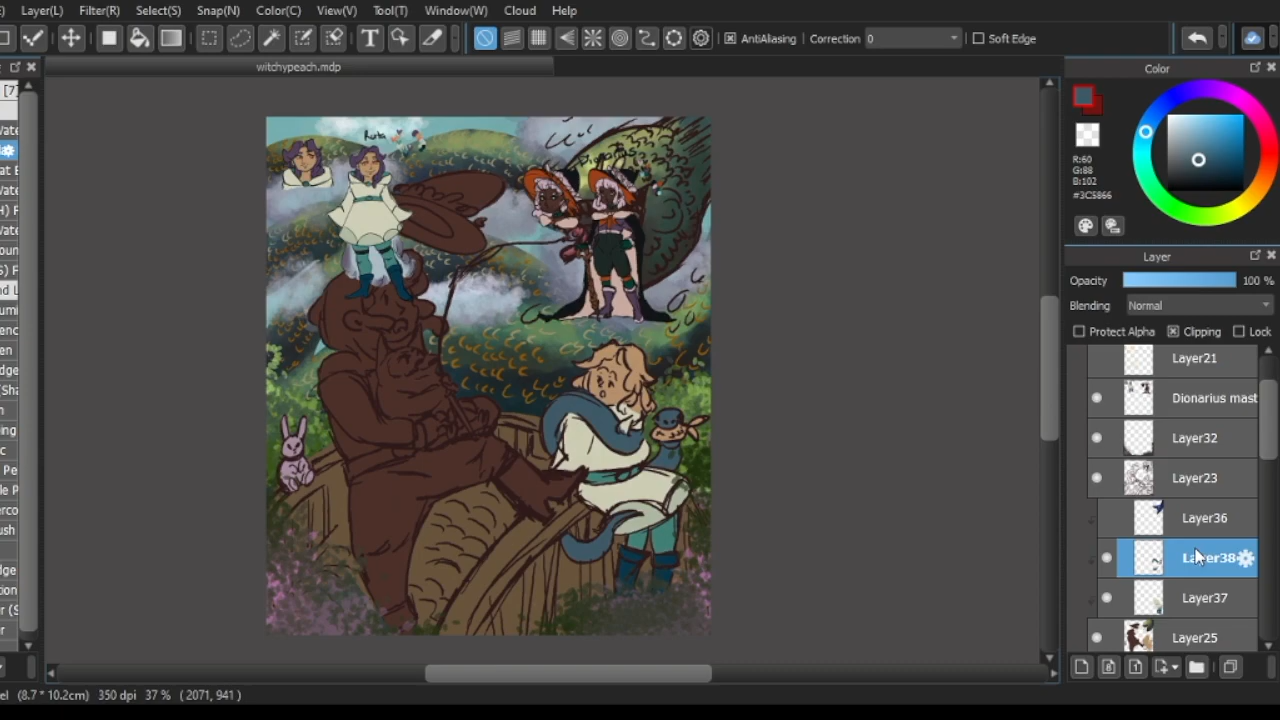 Layer(L) Filter(R) Select(S) Snap(N) Color(C) View(V) Tool(T) Window(W) Cloud Help
T AntiAliasing Correction 0 Soft Edge
witchypeach.mdp
[7]
Ruta
Color
R:60
G:88
B:102
#3C5866
Layer
Opacity 100 %
Blending Normal
Protect Alpha Clipping Lock
Layer21
Dionarius mast
Layer32
Layer23
Layer36
Layer38
Layer37
Layer25
(8.7 * 10.2cm) 350 dpi 37 % ( 2071, 941 )